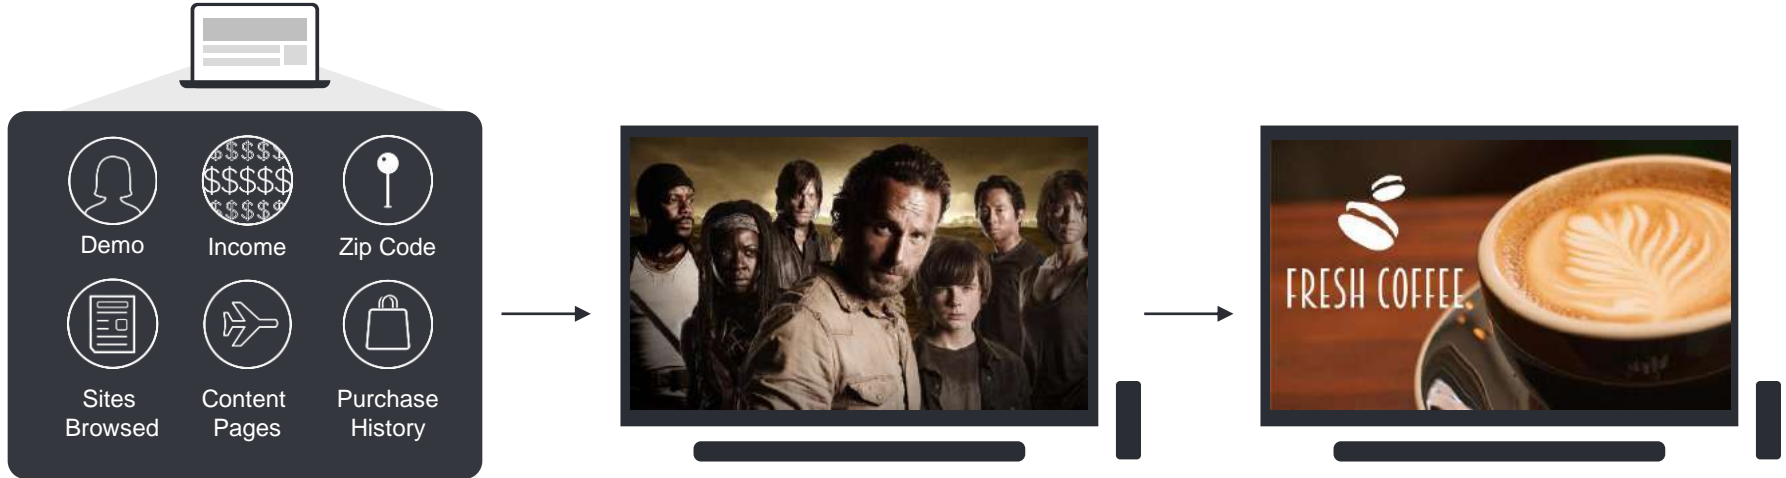 $$$$$
$$$$$
$$$$
Demo
Income
Zip Code
Sites
Browsed
Content
Pages
Purchase
History
FRESH COFFEE